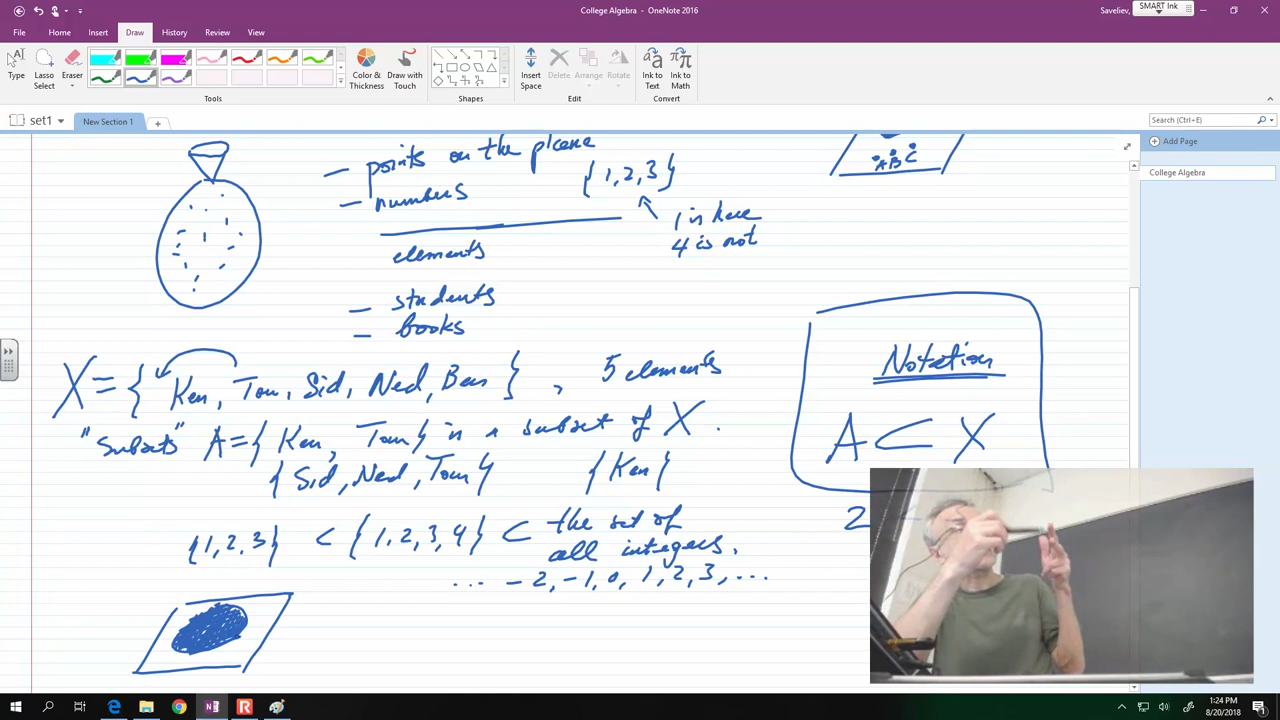 College Algebra - OneNote 2016
Saveliev,
SMART Ink
File Home Insert Draw History Review View
Type
Lasso Select
Eraser
Color & Thickness
Draw with Touch
Insert Space
Delete
Arrange
Rotate
Ink to Text
Ink to Math
Tools
Shapes
Edit
Convert
set1
New Section 1
Search (Ctrl+E)
Add Page
College Algebra
— points on the plane
— numbers
{1,2,3}
1 is here
4 is not
A B C
elements
— students
— books
X = { Ken, Tom, Sid, Ned, Ben } , 5 elements
"Subsets" A = { Ken, Tom } is a subset of X .
{ Sid, Ned, Tom } { Ken }
{1,2,3} ⊂ { 1,2,3,4 } ⊂ the set of
all integers.
... -2, -1, 0, 1, 2, 3, ...
Notation
A ⊂ X
2
1:24 PM
8/20/2018